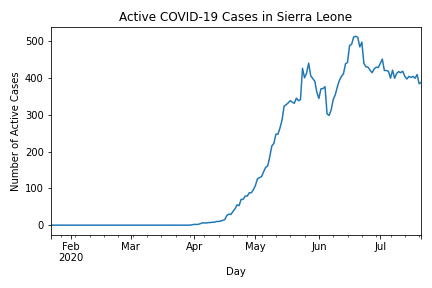 Active COVID-19 Cases in Sierra Leone
Number of Active Cases
500
400
300
200
100
0
Feb Mar Apr May Jun Jul
2020
Day